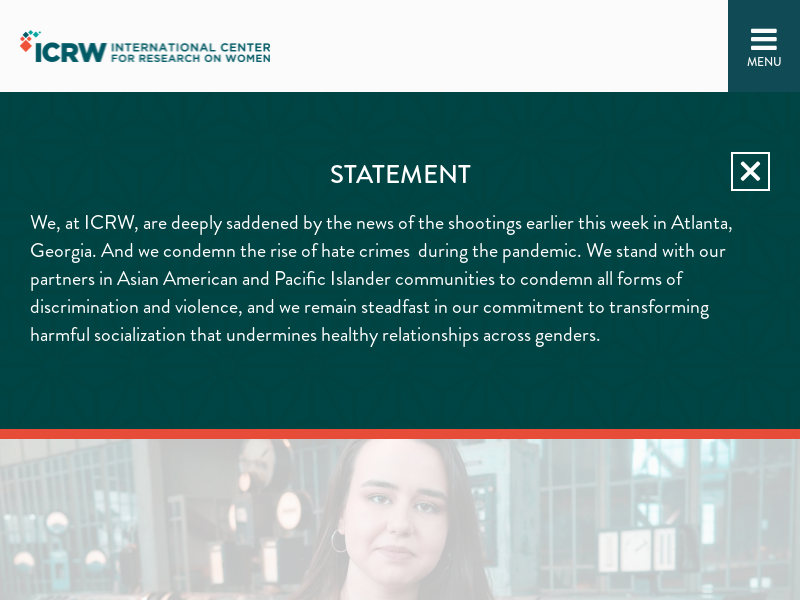 ICRW INTERNATIONAL CENTER
FOR RESEARCH ON WOMEN
MENU
STATEMENT
We, at ICRW, are deeply saddened by the news of the shootings earlier this week in Atlanta,
Georgia. And we condemn the rise of hate crimes  during the pandemic. We stand with our
partners in Asian American and Pacific Islander communities to condemn all forms of
discrimination and violence, and we remain steadfast in our commitment to transforming
harmful socialization that undermines healthy relationships across genders.